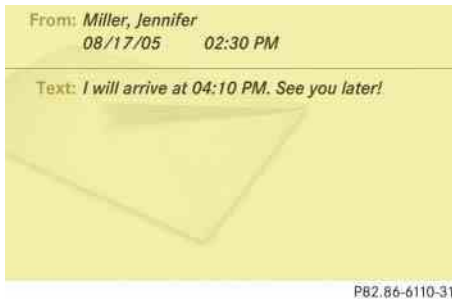 From: Miller, Jennifer
08/17/05 02:30 PM
Text: I will arrive at 04:10 PM. See you later!
P82.86-6110-31